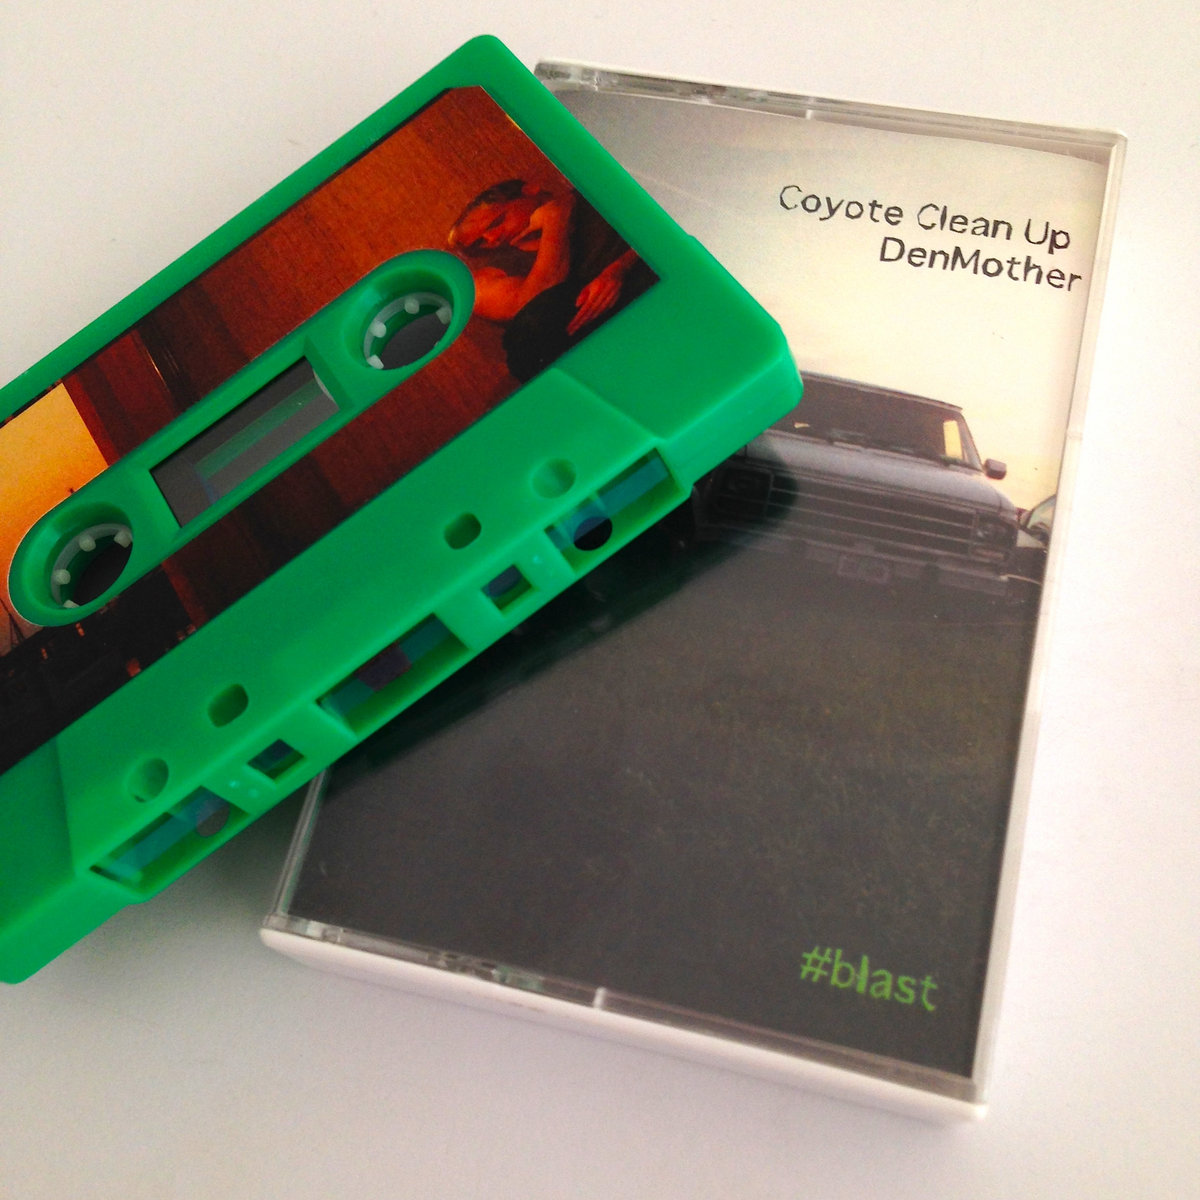 Coyote Clean Up
DenMother
#blast